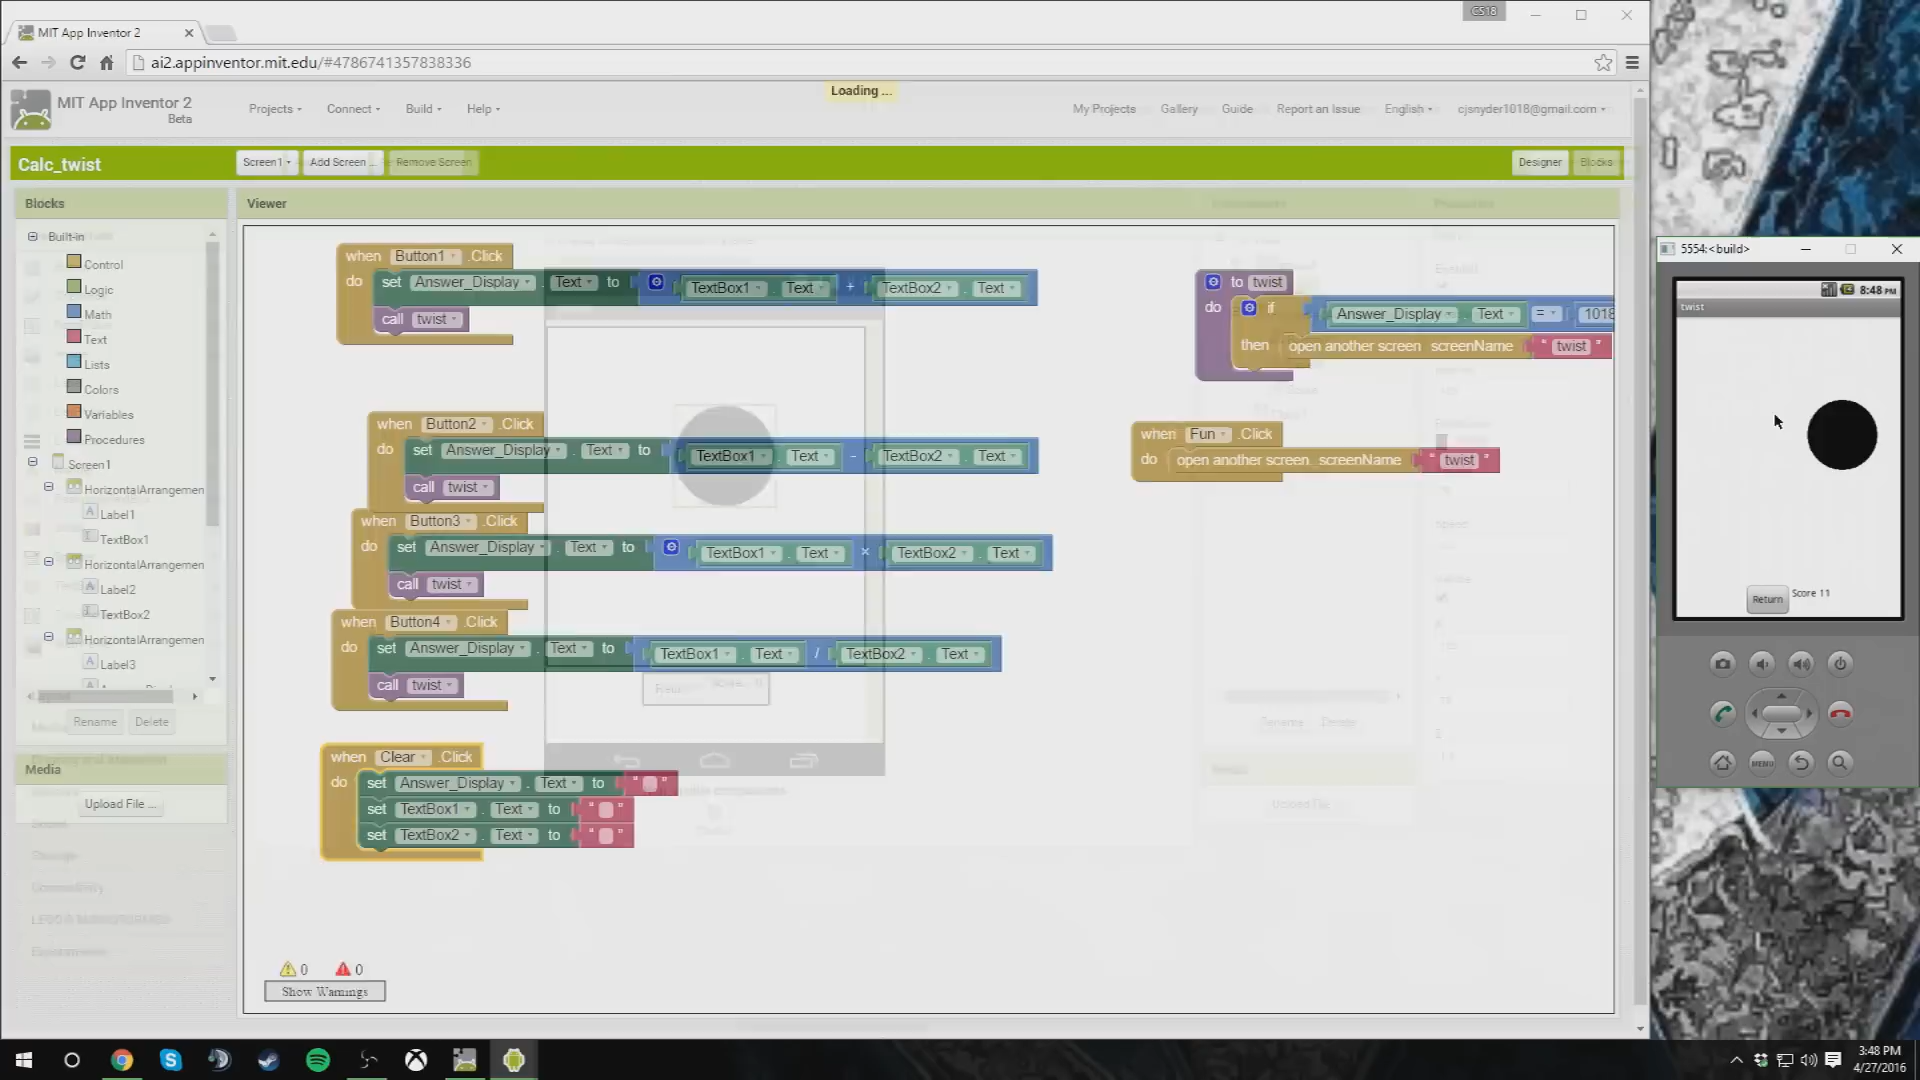 CS18
MIT App Inventor 2
ai2.appinventor.mit.edu/#4786741357838336
Loading ...
MIT App Inventor 2
Beta
Projects
Connect
Build
Help
My Projects
Gallery
Guide
Report an Issue
English
cjsnyder1018@gmail.com
Calc_twist
Screen1
Add Screen ...
Remove Screen
Designer
Blocks
Blocks
Viewer
Built-in
Control
Logic
Math
Text
Lists
Colors
Variables
Procedures
Screen1
HorizontalArrangemen
Label1
TextBox1
HorizontalArrangemen
Label2
TextBox2
HorizontalArrangemen
Label3
Rename
Delete
Media
Upload File ...
when Button1 .Click
do set Answer_Display . Text to TextBox1 . Text + TextBox2 . Text
call twist
when Button2 .Click
do set Answer_Display . Text to TextBox1 . Text - TextBox2 . Text
call twist
when Button3 .Click
do set Answer_Display . Text to TextBox1 . Text × TextBox2 . Text
call twist
when Button4 .Click
do set Answer_Display . Text to TextBox1 . Text / TextBox2 . Text
call twist
when Clear .Click
do set Answer_Display . Text to " "
set TextBox1 . Text to " "
set TextBox2 . Text to " "
to twist
do if Answer_Display . Text = 1018
then open another screen screenName " twist "
when Fun .Click
do open another screen screenName " twist "
0 0
Show Warnings
5554:<build>
8:48 PM
twist
Return
Score 11
MENU
Rename
Delete
Upload File ...
3:48 PM
4/27/2016